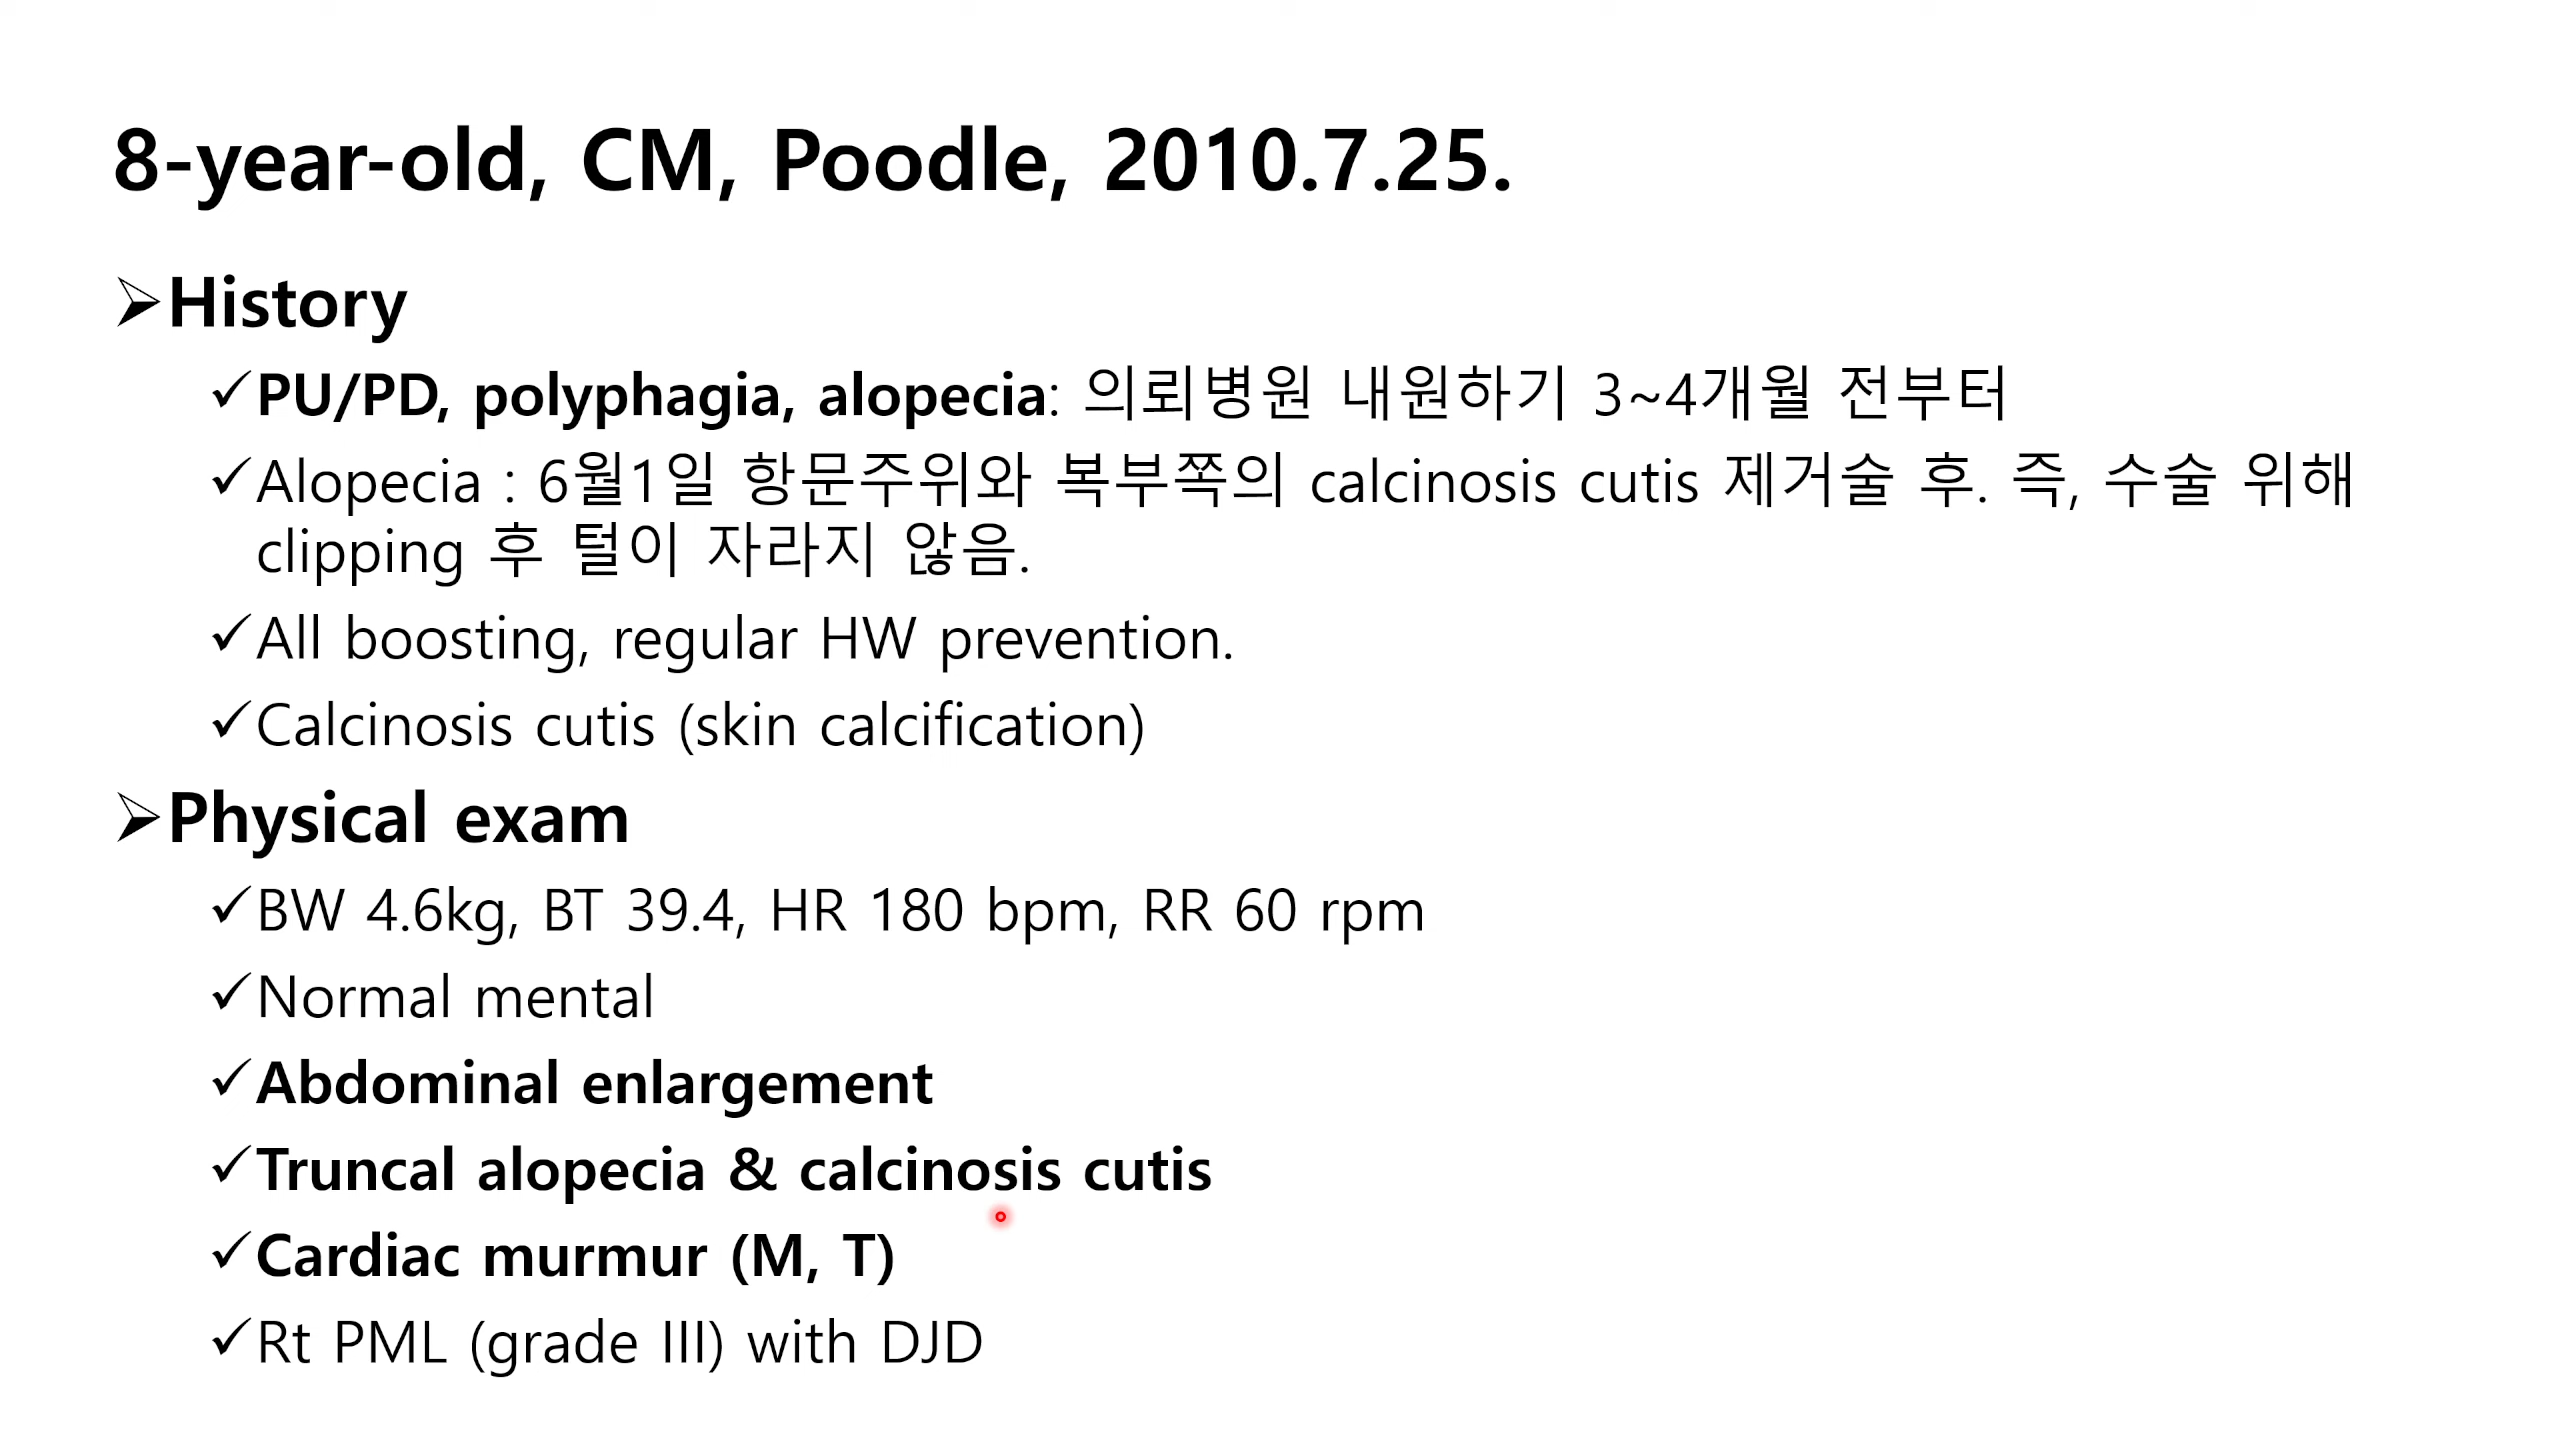 8-year-old, CM, Poodle, 2010.7.25.
➢History
✓PU/PD, polyphagia, alopecia: 의뢰병원 내원하기 3~4개월 전부터
✓Alopecia : 6월1일 항문주위와 복부쪽의 calcinosis cutis 제거술 후. 즉, 수술 위해
clipping 후 털이 자라지 않음.
✓All boosting, regular HW prevention.
✓Calcinosis cutis (skin calcification)
➢Physical exam
✓BW 4.6kg, BT 39.4, HR 180 bpm, RR 60 rpm
✓Normal mental
✓Abdominal enlargement
✓Truncal alopecia & calcinosis cutis
✓Cardiac murmur (M, T)
✓Rt PML (grade III) with DJD